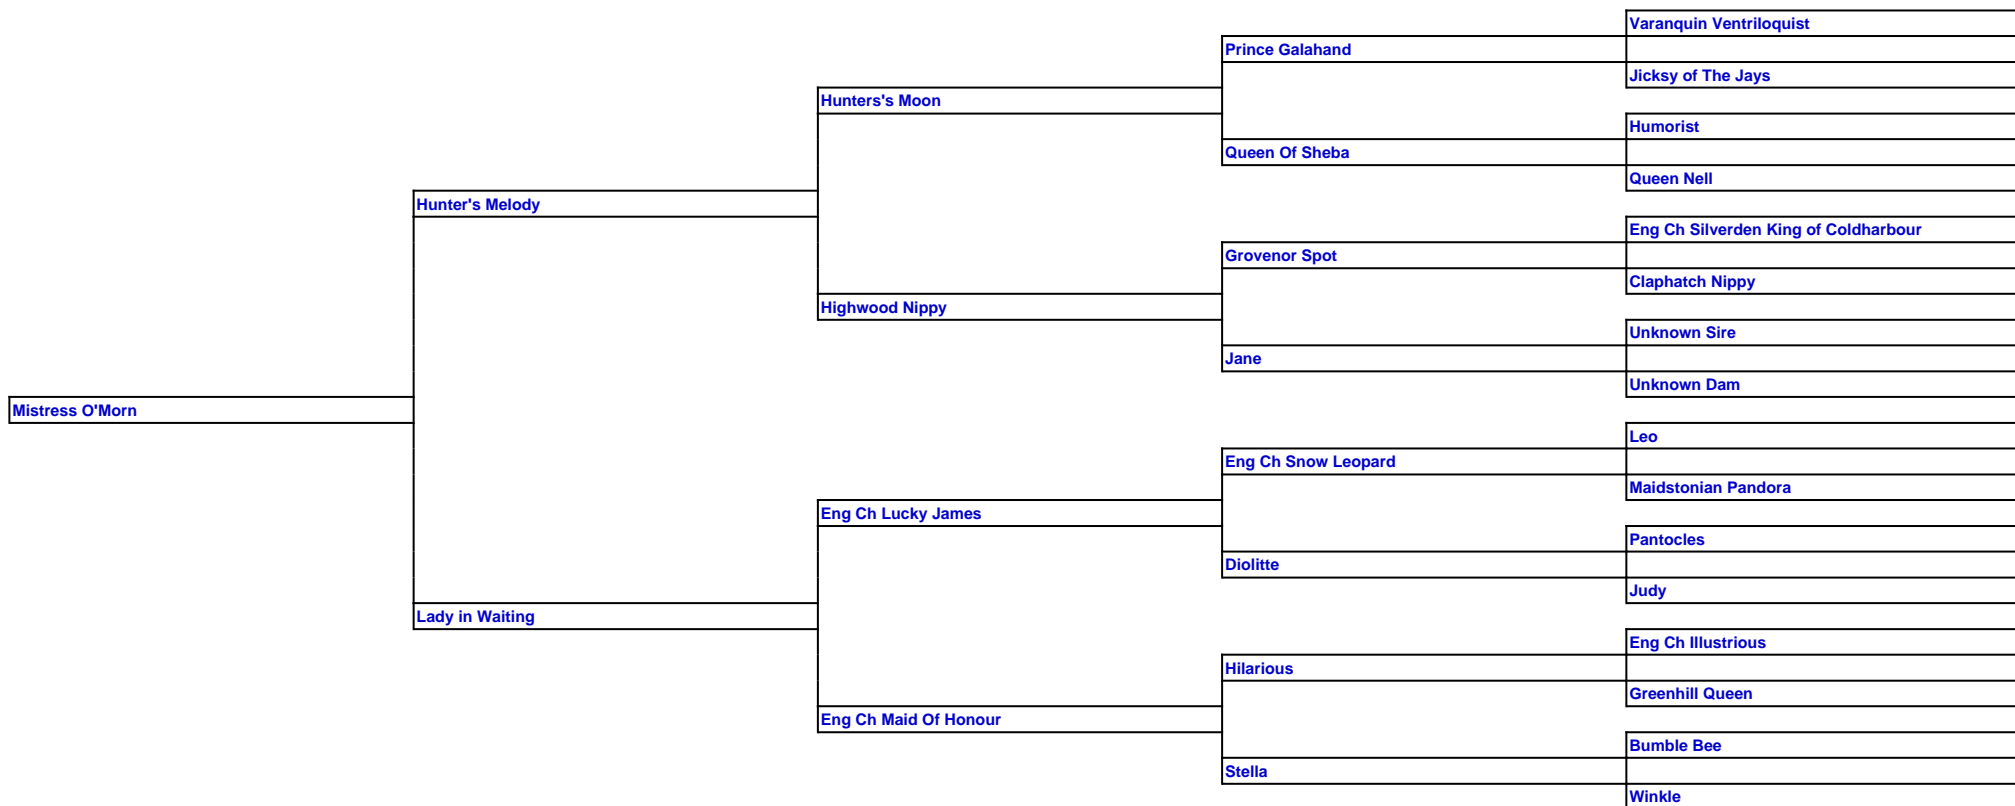 Varanquin Ventriloquist
Prince Galahand
Jicksy of The Jays
Hunters's Moon
Humorist
Queen Of Sheba
Queen Nell
Hunter's Melody
Eng Ch Silverden King of Coldharbour
Grovenor Spot
Claphatch Nippy
Highwood Nippy
Unknown Sire
Jane
Unknown Dam
Mistress O'Morn
Leo
Eng Ch Snow Leopard
Maidstonian Pandora
Eng Ch Lucky James
Pantocles
Diolitte
Judy
Lady in Waiting
Eng Ch Illustrious
Hilarious
Greenhill Queen
Eng Ch Maid Of Honour
Bumble Bee
Stella
Winkle